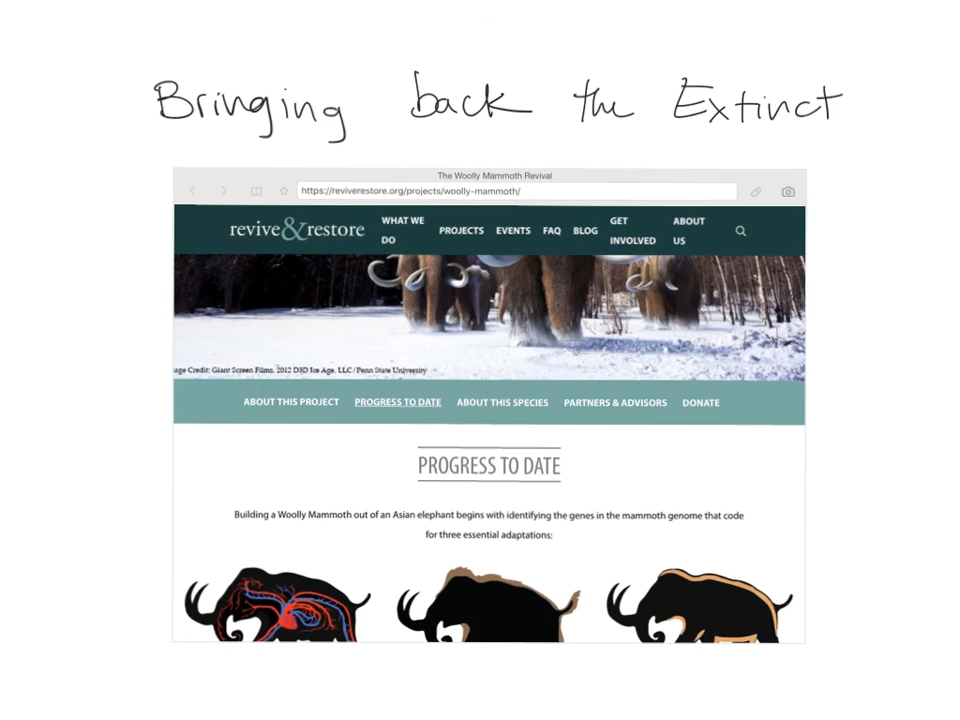 Bringing back the Extinct
The Woolly Mammoth Revival
https://reviverestore.org/projects/woolly-mammoth/
revive&restore WHAT WE DO PROJECTS EVENTS FAQ BLOG GET INVOLVED ABOUT US
age Credit: Giant Screen Films, 2012 D3D Ice Age, LLC/Penn State University
ABOUT THIS PROJECT PROGRESS TO DATE ABOUT THIS SPECIES PARTNERS & ADVISORS DONATE
PROGRESS TO DATE
Building a Woolly Mammoth out of an Asian elephant begins with identifying the genes in the mammoth genome that code
for three essential adaptations: